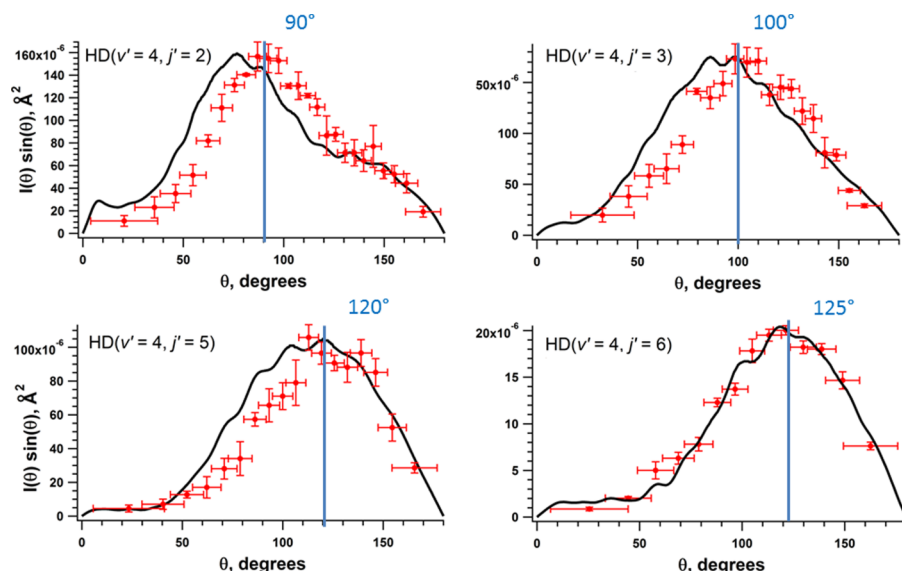 90°
HD(v' = 4, j' = 2)
I(θ) sin(θ), Å²
160x10⁻⁶
140
120
100
80
60
40
20
0
0 50 100 150
θ, degrees
100°
HD(v' = 4, j' = 3)
50x10⁻⁶
100
50
0
0 50 100 150
θ, degrees
120°
HD(v' = 4, j' = 5)
I(θ) sin(θ), Å²
100x10⁻⁶
80
60
40
20
0
0 50 100 150
θ, degrees
125°
HD(v' = 4, j' = 6)
20x10⁻⁶
15
10
5
0
0 50 100 150
θ, degrees